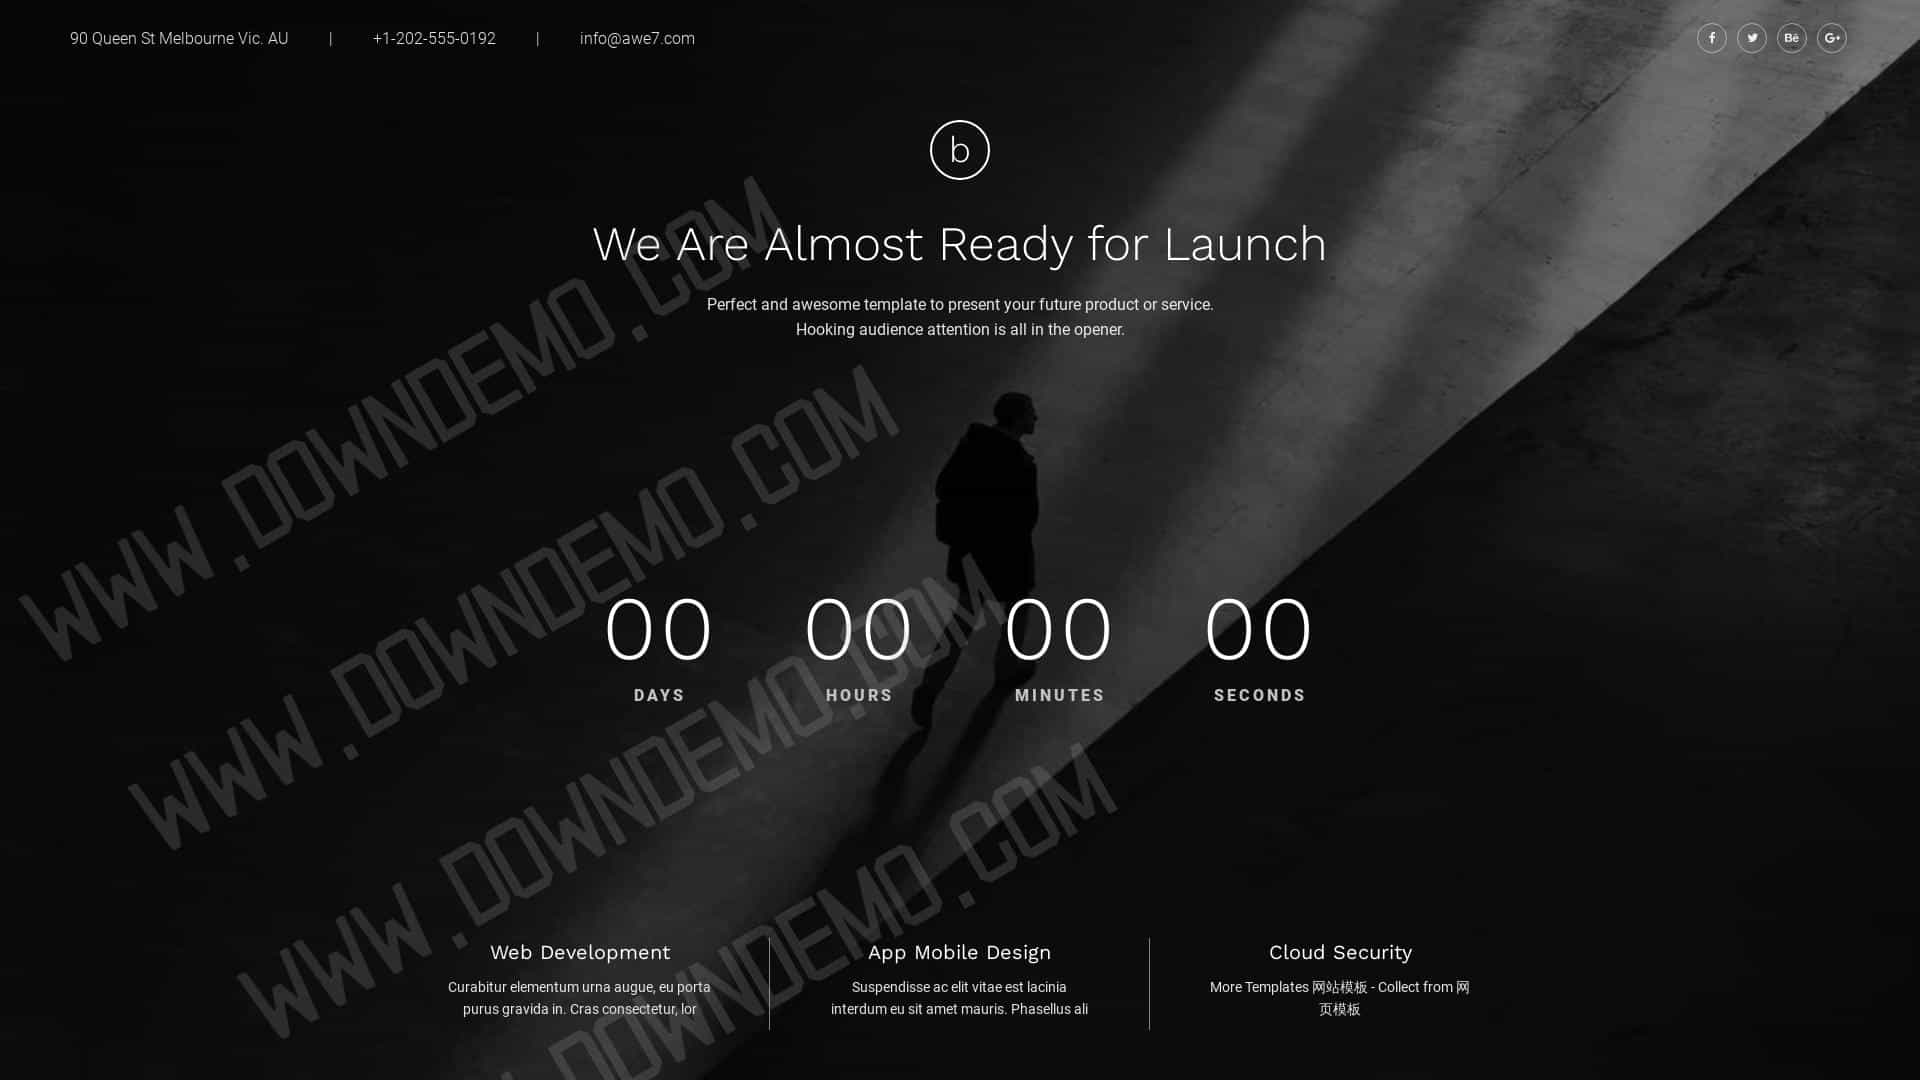 90 Queen St Melbourne Vic. AU | +1-202-555-0192 | info@awe7.com
f Bē G+
b
We Are Almost Ready for Launch
Perfect and awesome template to present your future product or service.
Hooking audience attention is all in the opener.
WWW.DOWNDEMO.COM
WWW.DOWNDEMO.COM
WWW.DOWNDEMO.COM
WWW.DOWNDEMO.COM
00 00 00 00
DAYS HOURS MINUTES SECONDS
Web Development
Curabitur elementum urna augue, eu porta
purus gravida in. Cras consectetur, lor
App Mobile Design
Suspendisse ac elit vitae est lacinia
interdum eu sit amet mauris. Phasellus ali
Cloud Security
More Templates 网站模板 - Collect from 网
页模板